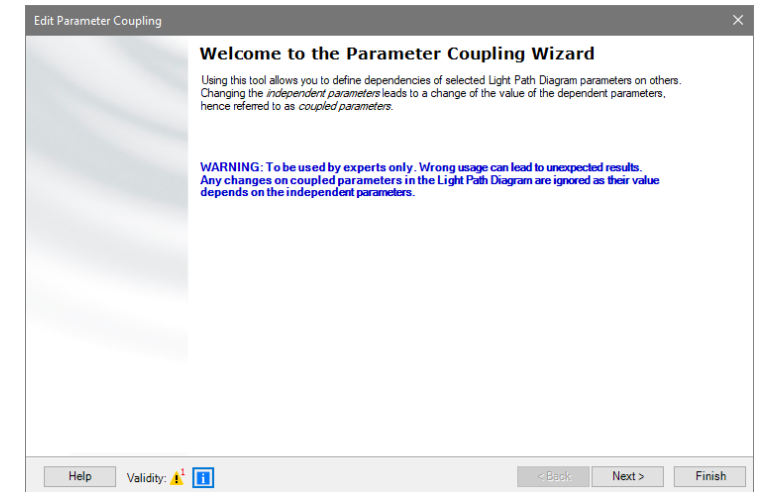 Edit Parameter Coupling
Welcome to the Parameter Coupling Wizard
Using this tool allows you to define dependencies of selected Light Path Diagram parameters on others.
Changing the independent parameters leads to a change of the value of the dependent parameters,
hence referred to as coupled parameters.
WARNING: To be used by experts only. Wrong usage can lead to unexpected results.
Any changes on coupled parameters in the Light Path Diagram are ignored as their value
depends on the independent parameters.
Help Validity: 1 i < Back Next > Finish